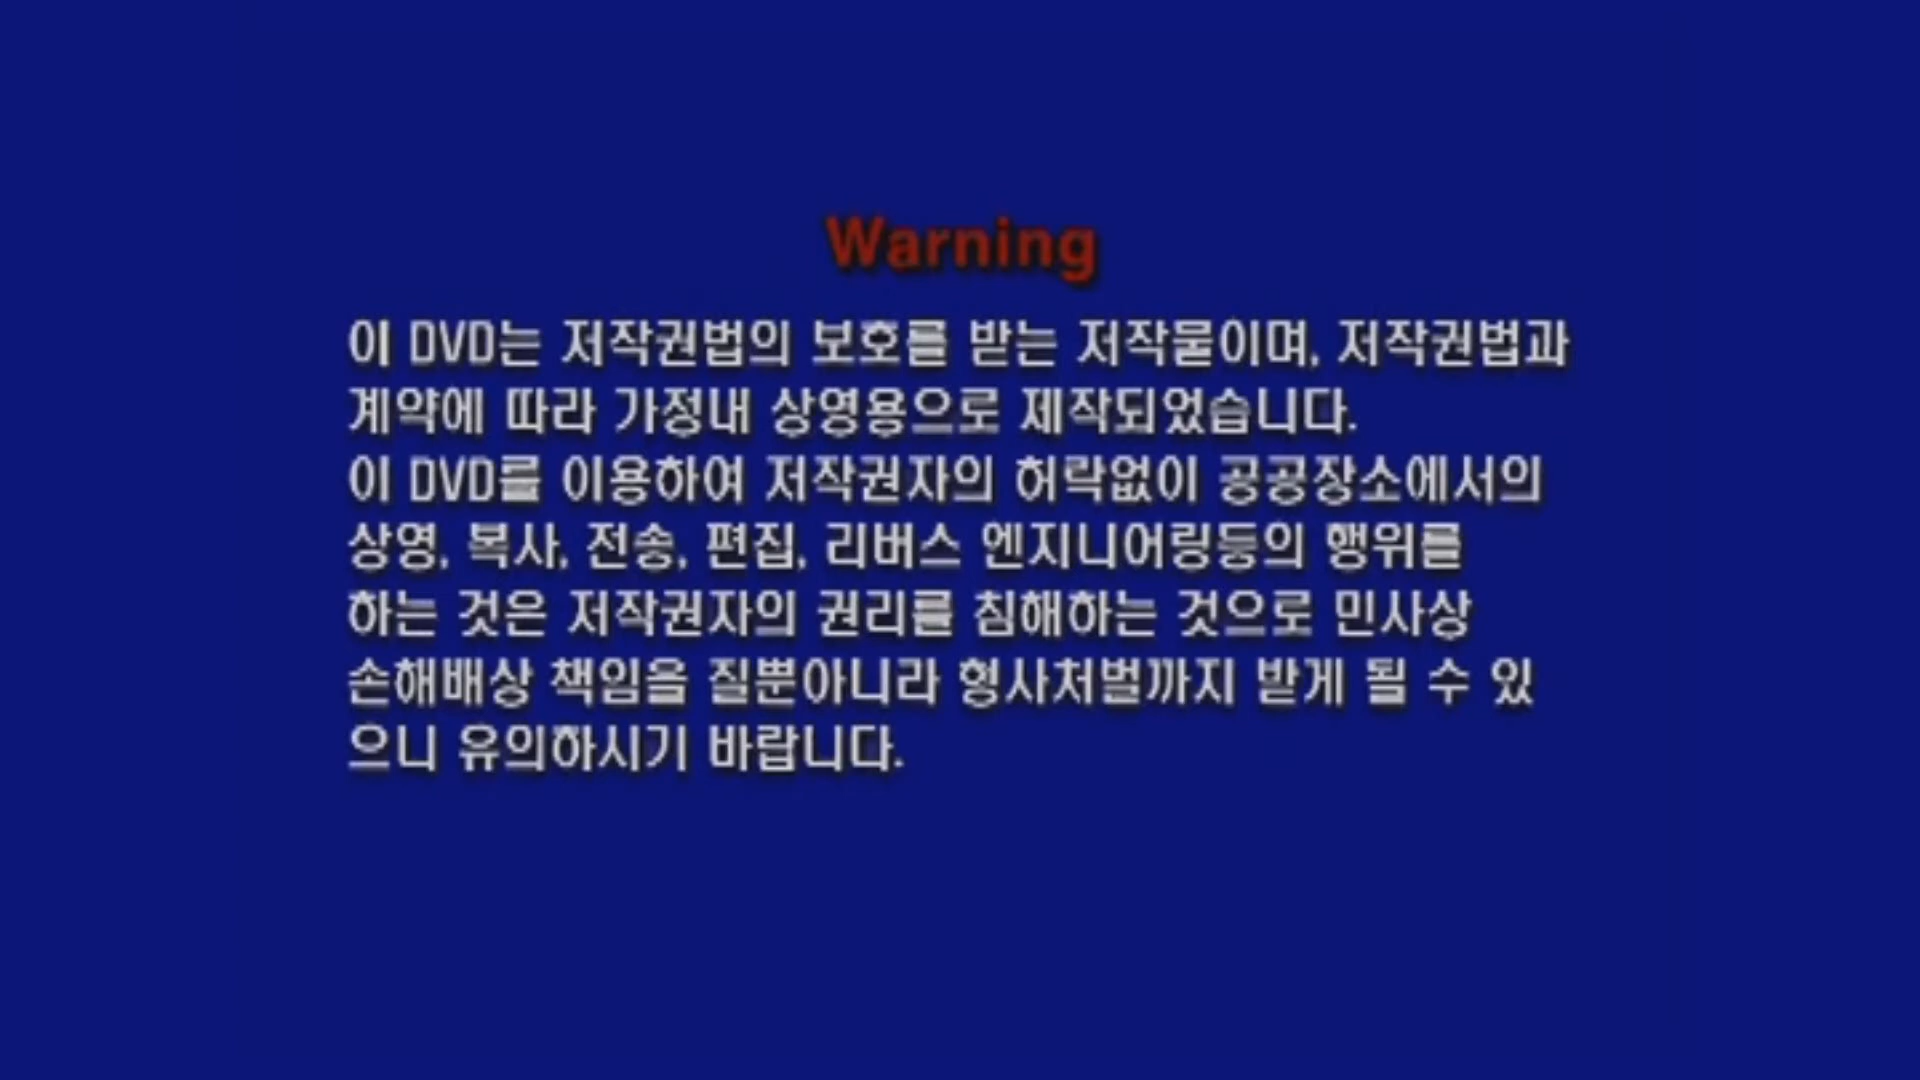 Warning
이 DVD는 저작권법의 보호를 받는 저작물이며, 저작권법과
계약에 따라 가정내 상영용으로 제작되었습니다.
이 DVD를 이용하여 저작권자의 허락없이 공공장소에서의
상영, 복사, 전송, 편집, 리버스 엔지니어링등의 행위를
하는 것은 저작권자의 권리를 침해하는 것으로 민사상
손해배상 책임을 질뿐아니라 형사처벌까지 받게 될 수 있
으니 유의하시기 바랍니다.